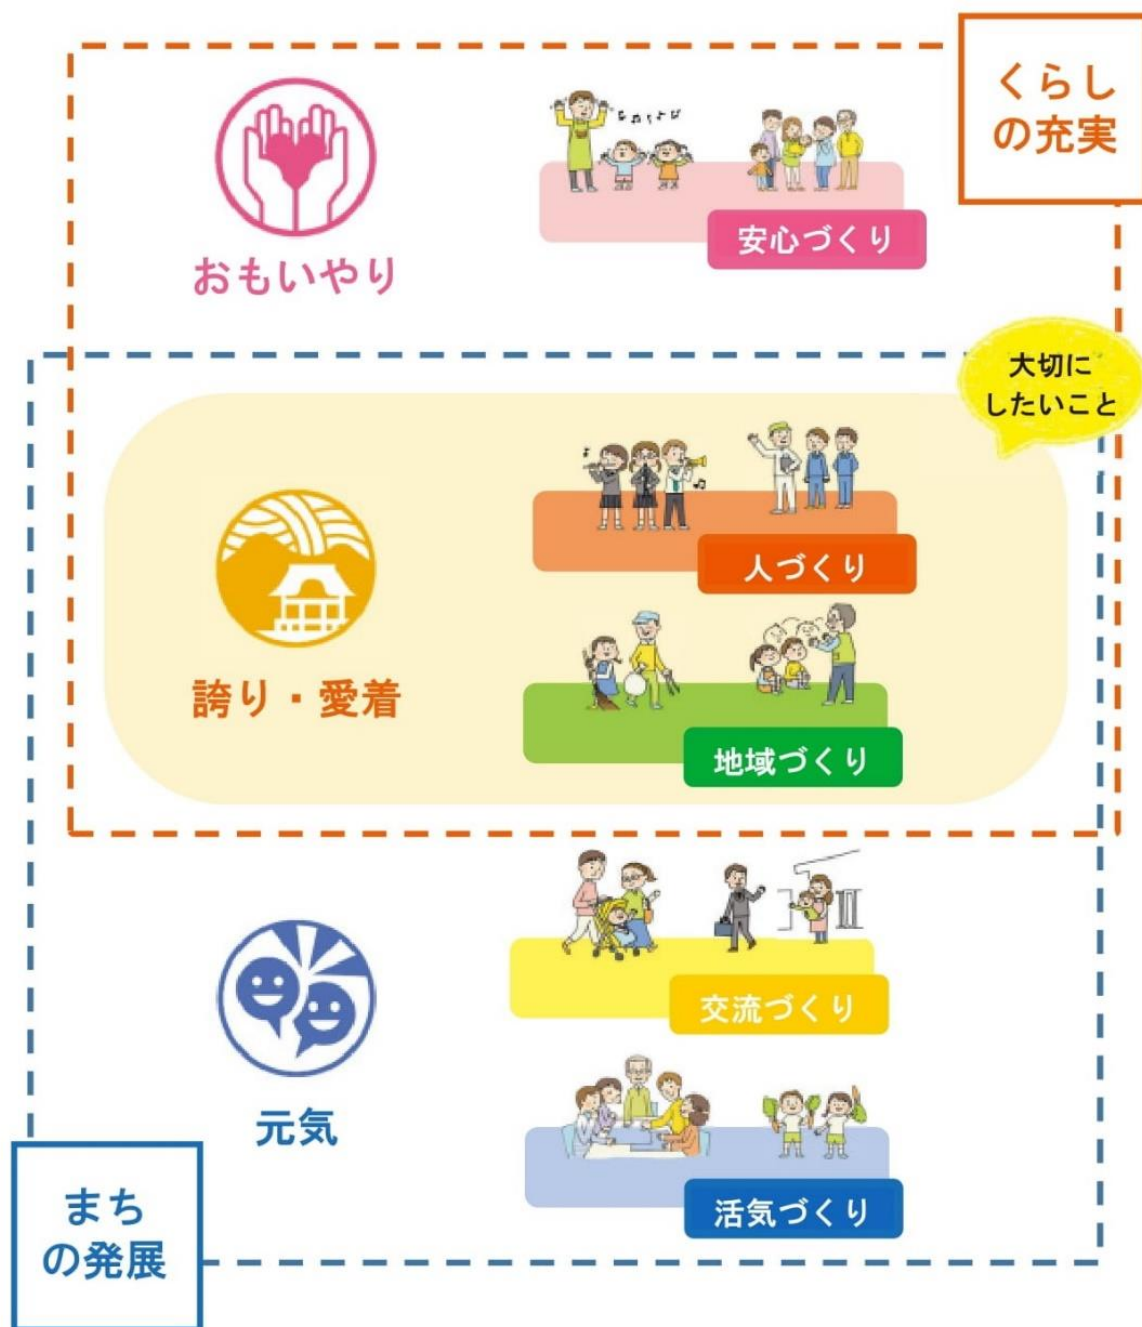 くらし
の充実
おもいやり
安心づくり
大切に
したいこと
人づくり
誇り・愛着
地域づくり
交流づくり
元気
活気づくり
まち
の発展